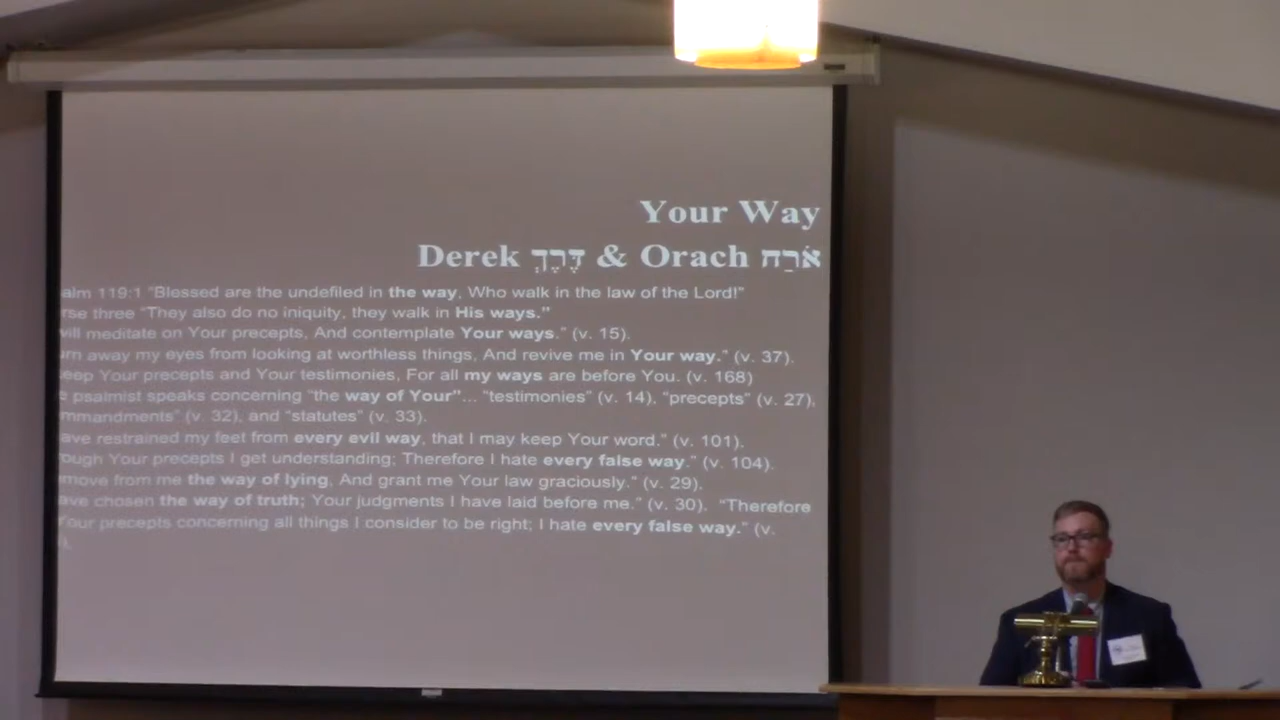 Your Way
Derek דֶּרֶךְ & Orach אֹרַח
alm 119:1 “Blessed are the undefiled in the way, Who walk in the law of the Lord!”
rse three “They also do no iniquity, they walk in His ways.”
will meditate on Your precepts, And contemplate Your ways.” (v. 15).
rn away my eyes from looking at worthless things, And revive me in Your way.” (v. 37).
eep Your precepts and Your testimonies, For all my ways are before You. (v. 168)
e psalmist speaks concerning “the way of Your”... “testimonies” (v. 14), “precepts” (v. 27),
mmandments” (v. 32), and “statutes” (v. 33).
ave restrained my feet from every evil way, that I may keep Your word.” (v. 101).
ough Your precepts I get understanding; Therefore I hate every false way.” (v. 104).
move from me the way of lying, And grant me Your law graciously.” (v. 29).
ave chosen the way of truth; Your judgments I have laid before me.” (v. 30). “Therefore
Your precepts concerning all things I consider to be right; I hate every false way.” (v.
).